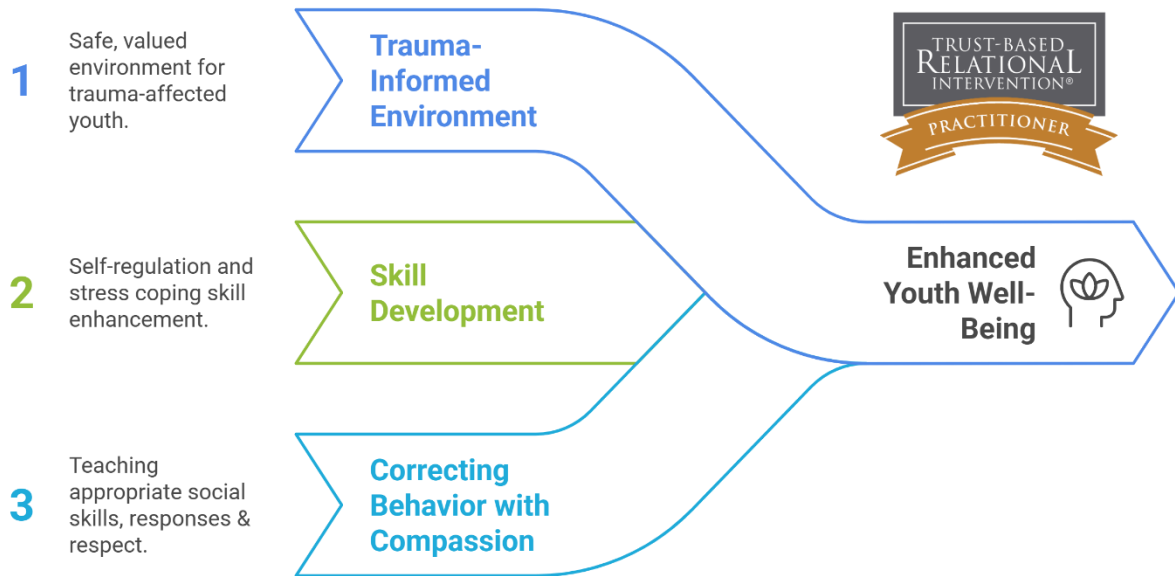 1
Safe, valued
environment for
trauma-affected
youth.
Trauma-
Informed
Environment
TRUST-BASED
RELATIONAL
INTERVENTION®
PRACTITIONER
2
Self-regulation and
stress coping skill
enhancement.
Skill
Development
Enhanced
Youth Well-
Being
3
Teaching
appropriate social
skills, responses &
respect.
Correcting
Behavior with
Compassion